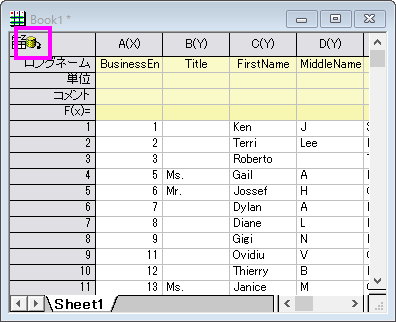 Book1 *
A(X) B(Y) C(Y) D(Y)
ロングネーム BusinessEn Title FirstName MiddleName
単位
コメント
F(x)=
1 1 Ken J
2 2 Terri Lee
3 3 Roberto
4 5 Ms. Gail A
5 6 Mr. Jossef H
6 7 Dylan A
7 8 Diane L
8 9 Gigi N
9 11 Ovidiu V
10 12 Thierry B
11 13 Ms. Janice M
Sheet1